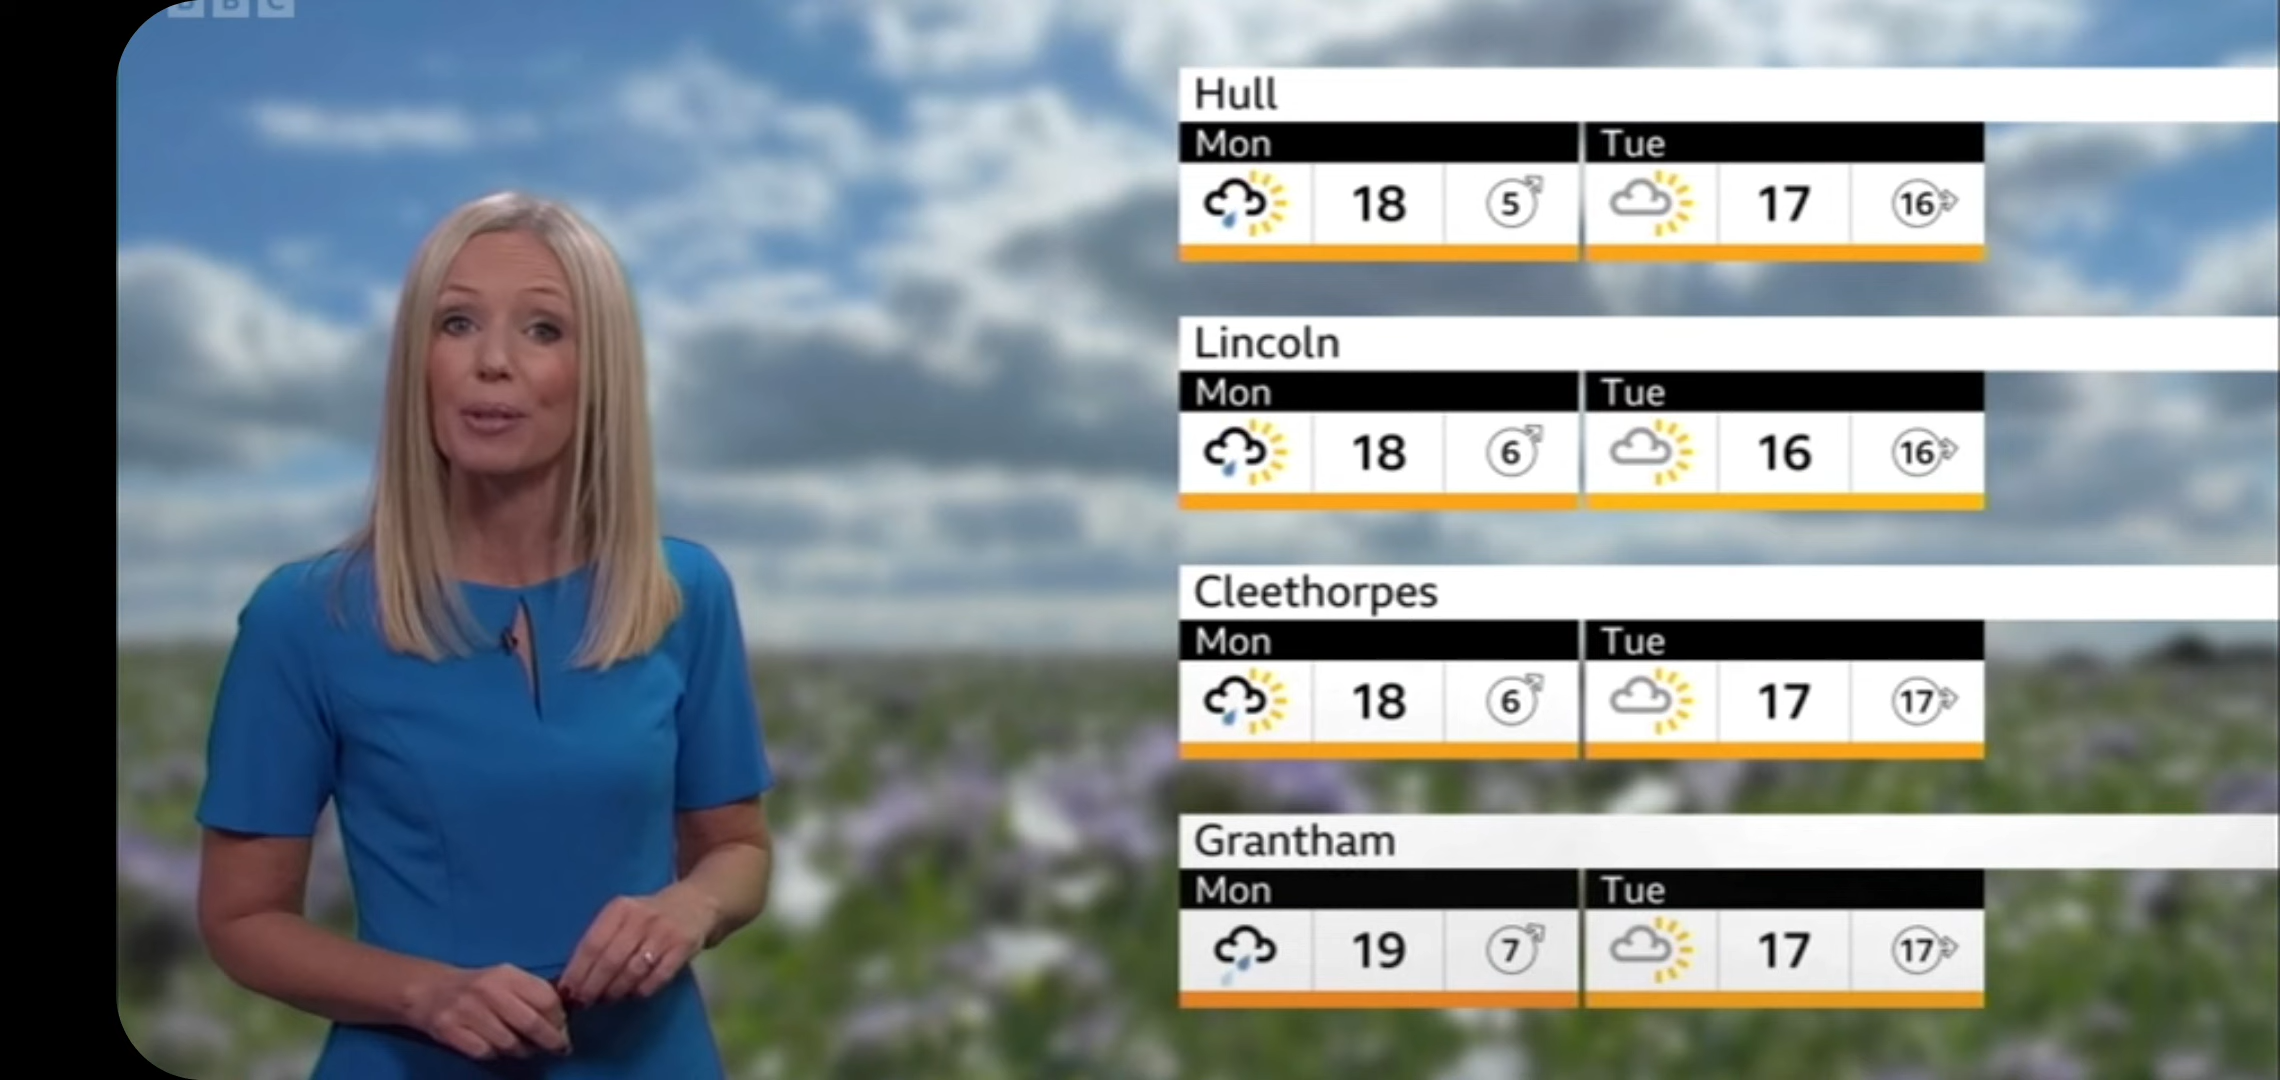 BBC
Hull
Mon Tue
18 5 17 16
Lincoln
Mon Tue
18 6 16 16
Cleethorpes
Mon Tue
18 6 17 17
Grantham
Mon Tue
19 7 17 17